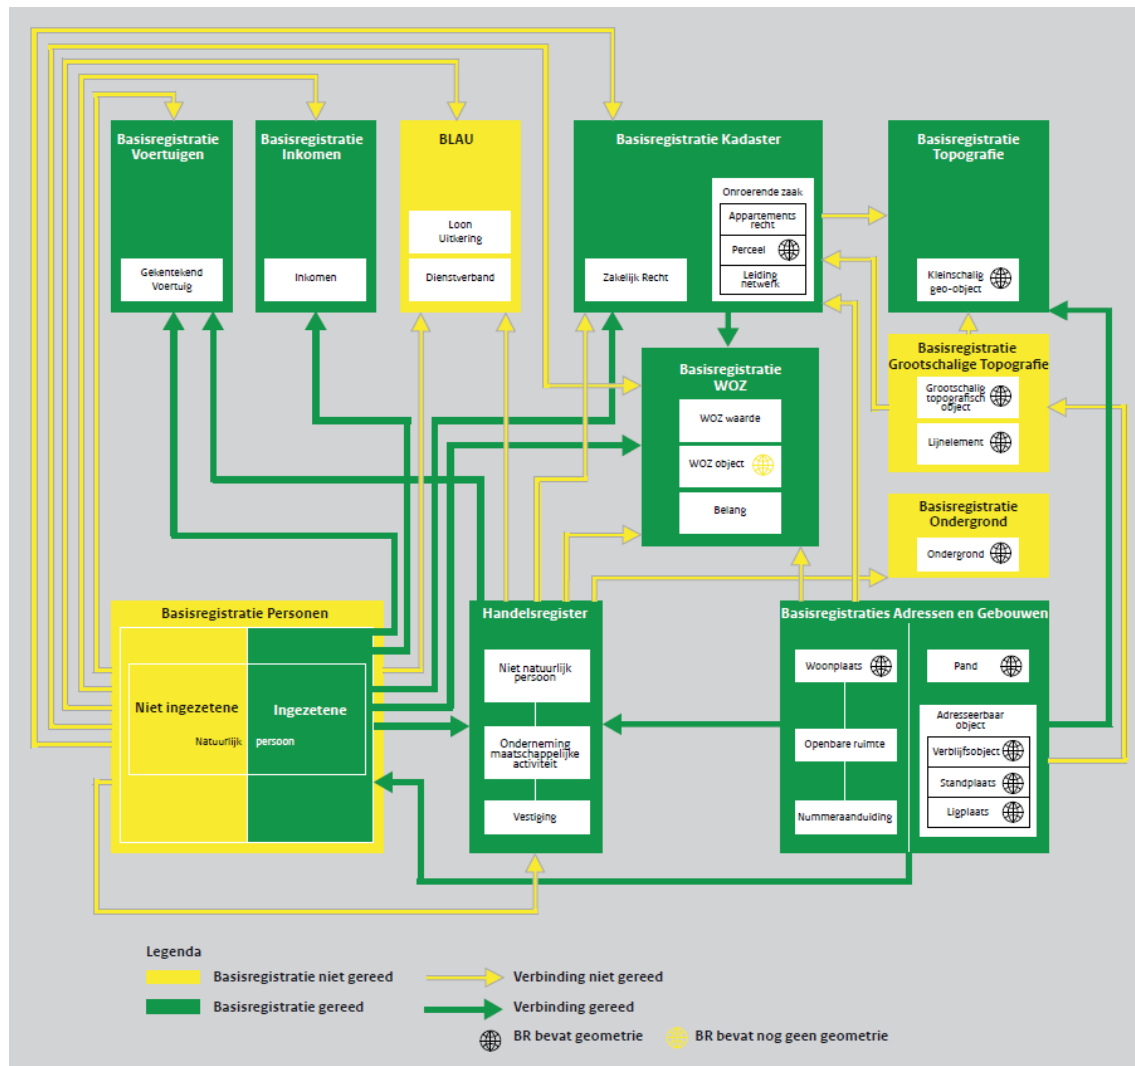 Basisregistratie
Voertuigen
Gekentekend
Voertuig
Basisregistratie
Inkomen
Inkomen
BLAU
Loon
Uitkering
Dienstverband
Basisregistratie Kadaster
Onroerende zaak
Appartements
recht
Perceel
Leiding
netwerk
Zakelijk Recht
Basisregistratie
Topografie
Kleinschalig
geo-object
Basisregistratie
Grootschalige Topografie
Grootschalig
topografisch
object
Lijnelement
Basisregistratie
WOZ
WOZ waarde
WOZ object
Belang
Basisregistratie
Ondergrond
Ondergrond
Basisregistratie Personen
Niet ingezetene
Ingezetene
Natuurlijk persoon
Handelsregister
Niet natuurlijk
persoon
Onderneming
maatschappelijke
activiteit
Vestiging
Basisregistraties Adressen en Gebouwen
Woonplaats
Openbare ruimte
Nummeraanduiding
Pand
Adresseerbaar
object
Verblijfsobject
Standplaats
Ligplaats
Legenda
Basisregistratie niet gereed
Verbinding niet gereed
Basisregistratie gereed
Verbinding gereed
BR bevat geometrie
BR bevat nog geen geometrie